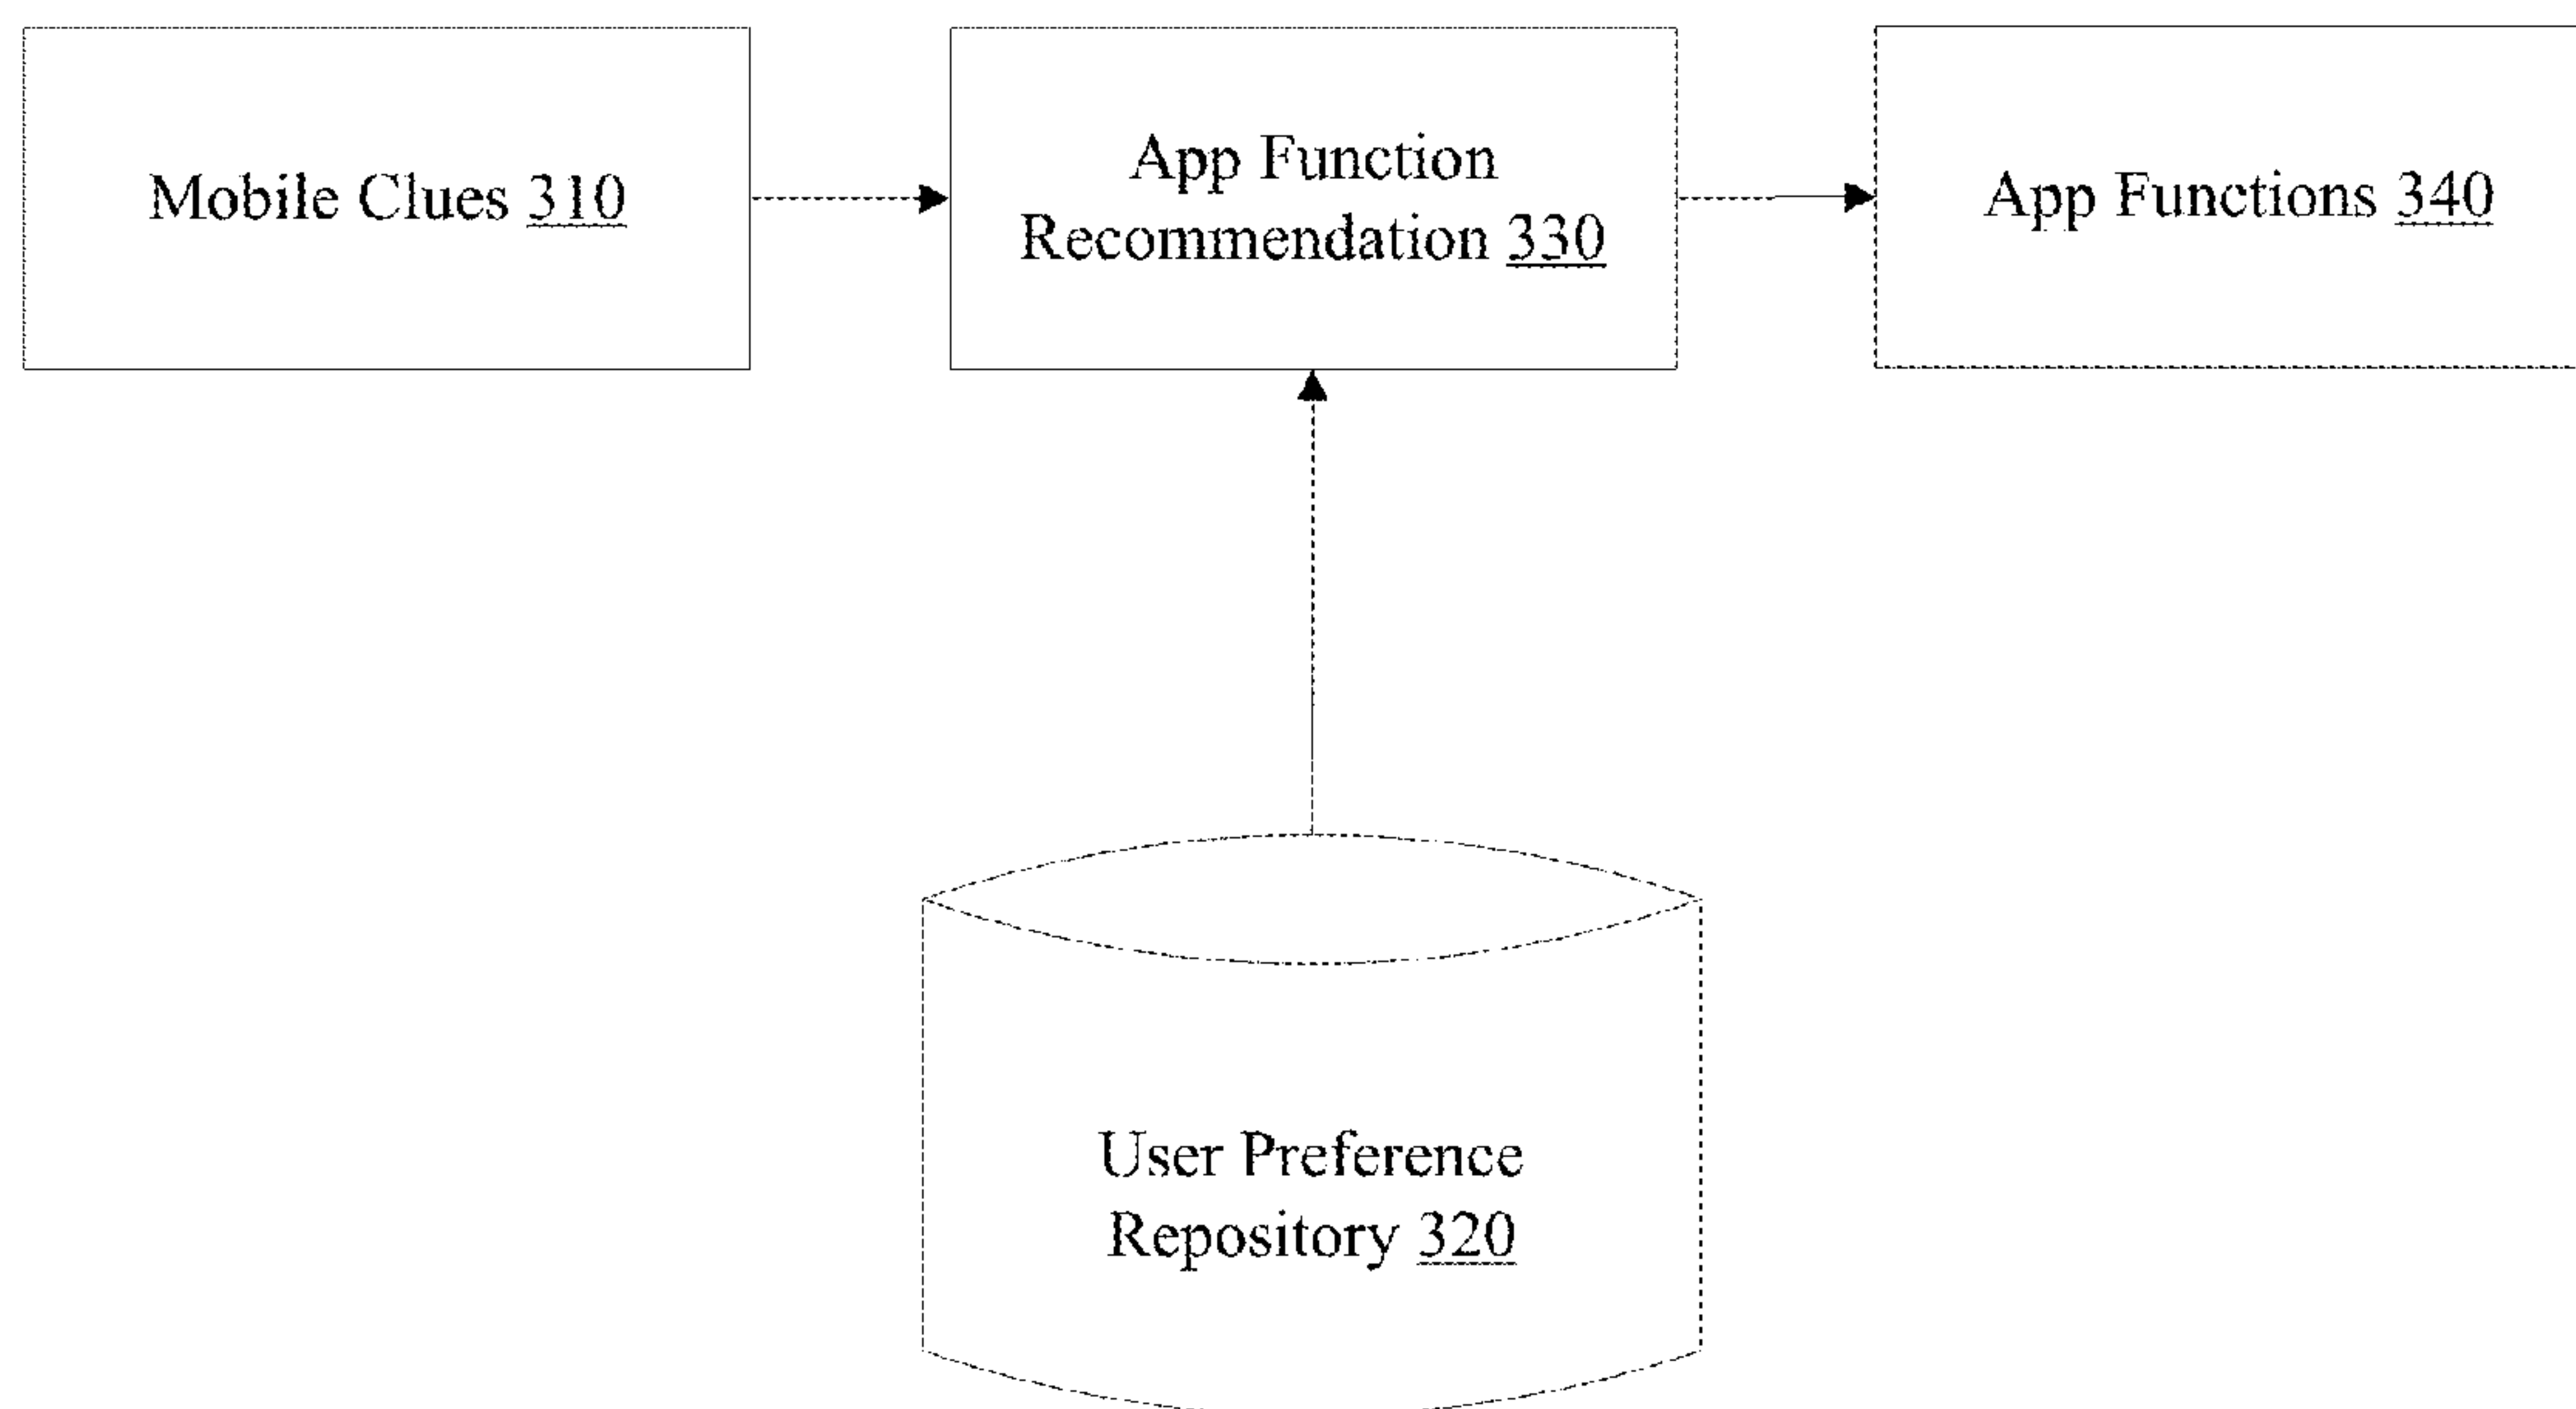 Mobile Clues 310
App Function
Recommendation 330
App Functions 340
User Preference
Repository 320